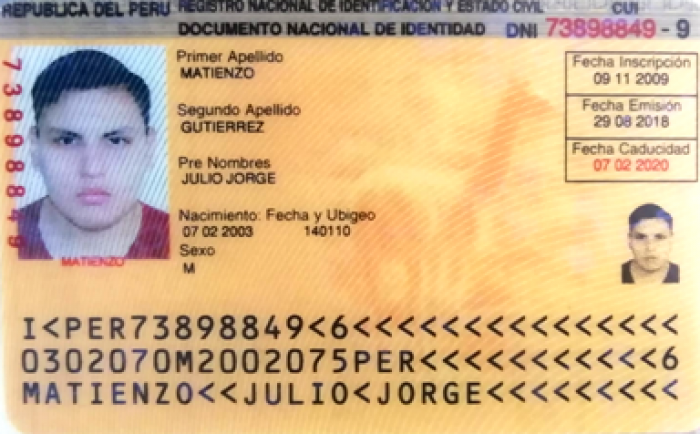 REPUBLICA DEL PERU REGISTRO NACIONAL DE IDENTIFICACION Y ESTADO CIVIL CUI
DOCUMENTO NACIONAL DE IDENTIDAD DNI 73898849 - 9
Primer Apellido
MATIENZO
Segundo Apellido
GUTIERREZ
Pre Nombres
JULIO JORGE
Nacimiento: Fecha y Ubigeo
07 02 2003 140110
Sexo
M
Fecha Inscripción
09 11 2009
Fecha Emisión
29 08 2018
Fecha Caducidad
07 02 2020
73898849
MATIENZO
I<PER73898849<6<<<<<<<<<<<<<<<
0302070M2002075PER<<<<<<<<<<<6
MATIENZO<<JULIO<JORGE<<<<<<<<<